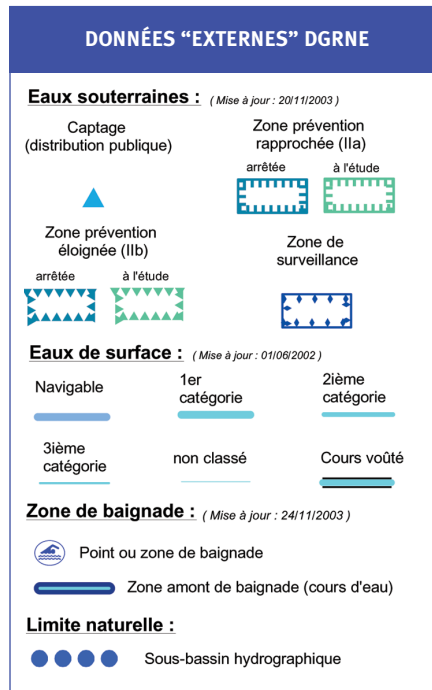 DONNÉES “EXTERNES” DGRNE
Eaux souterraines : ( Mise à jour : 20/11/2003 )
Captage
(distribution publique)
Zone prévention
rapprochée (IIa)
arrêtée
à l'étude
Zone prévention
éloignée (IIb)
arrêtée
à l'étude
Zone de
surveillance
Eaux de surface : ( Mise à jour : 01/06/2002 )
Navigable
1er
catégorie
2ième
catégorie
3ième
catégorie
non classé
Cours voûté
Zone de baignade : ( Mise à jour : 24/11/2003 )
Point ou zone de baignade
Zone amont de baignade (cours d'eau)
Limite naturelle :
Sous-bassin hydrographique